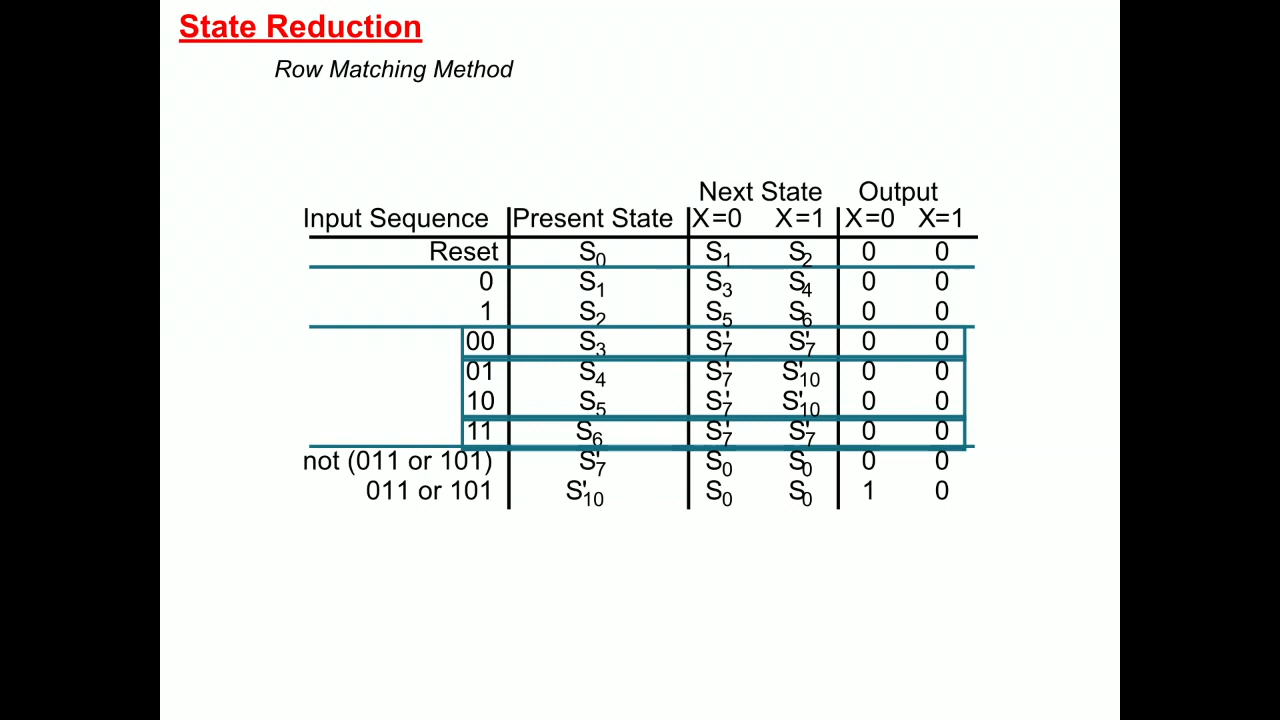 State Reduction
Row Matching Method
Next State Output
Input Sequence Present State X=0 X=1 X=0 X=1
Reset S0 S1 S2 0 0
0 S1 S3 S4 0 0
1 S2 S5 S6 0 0
00 S3 S'7 S'7 0 0
01 S4 S'7 S'10 0 0
10 S5 S'7 S'10 0 0
11 S6 S'7 S'7 0 0
not (011 or 101) S'7 S0 S0 0 0
011 or 101 S'10 S0 S0 1 0